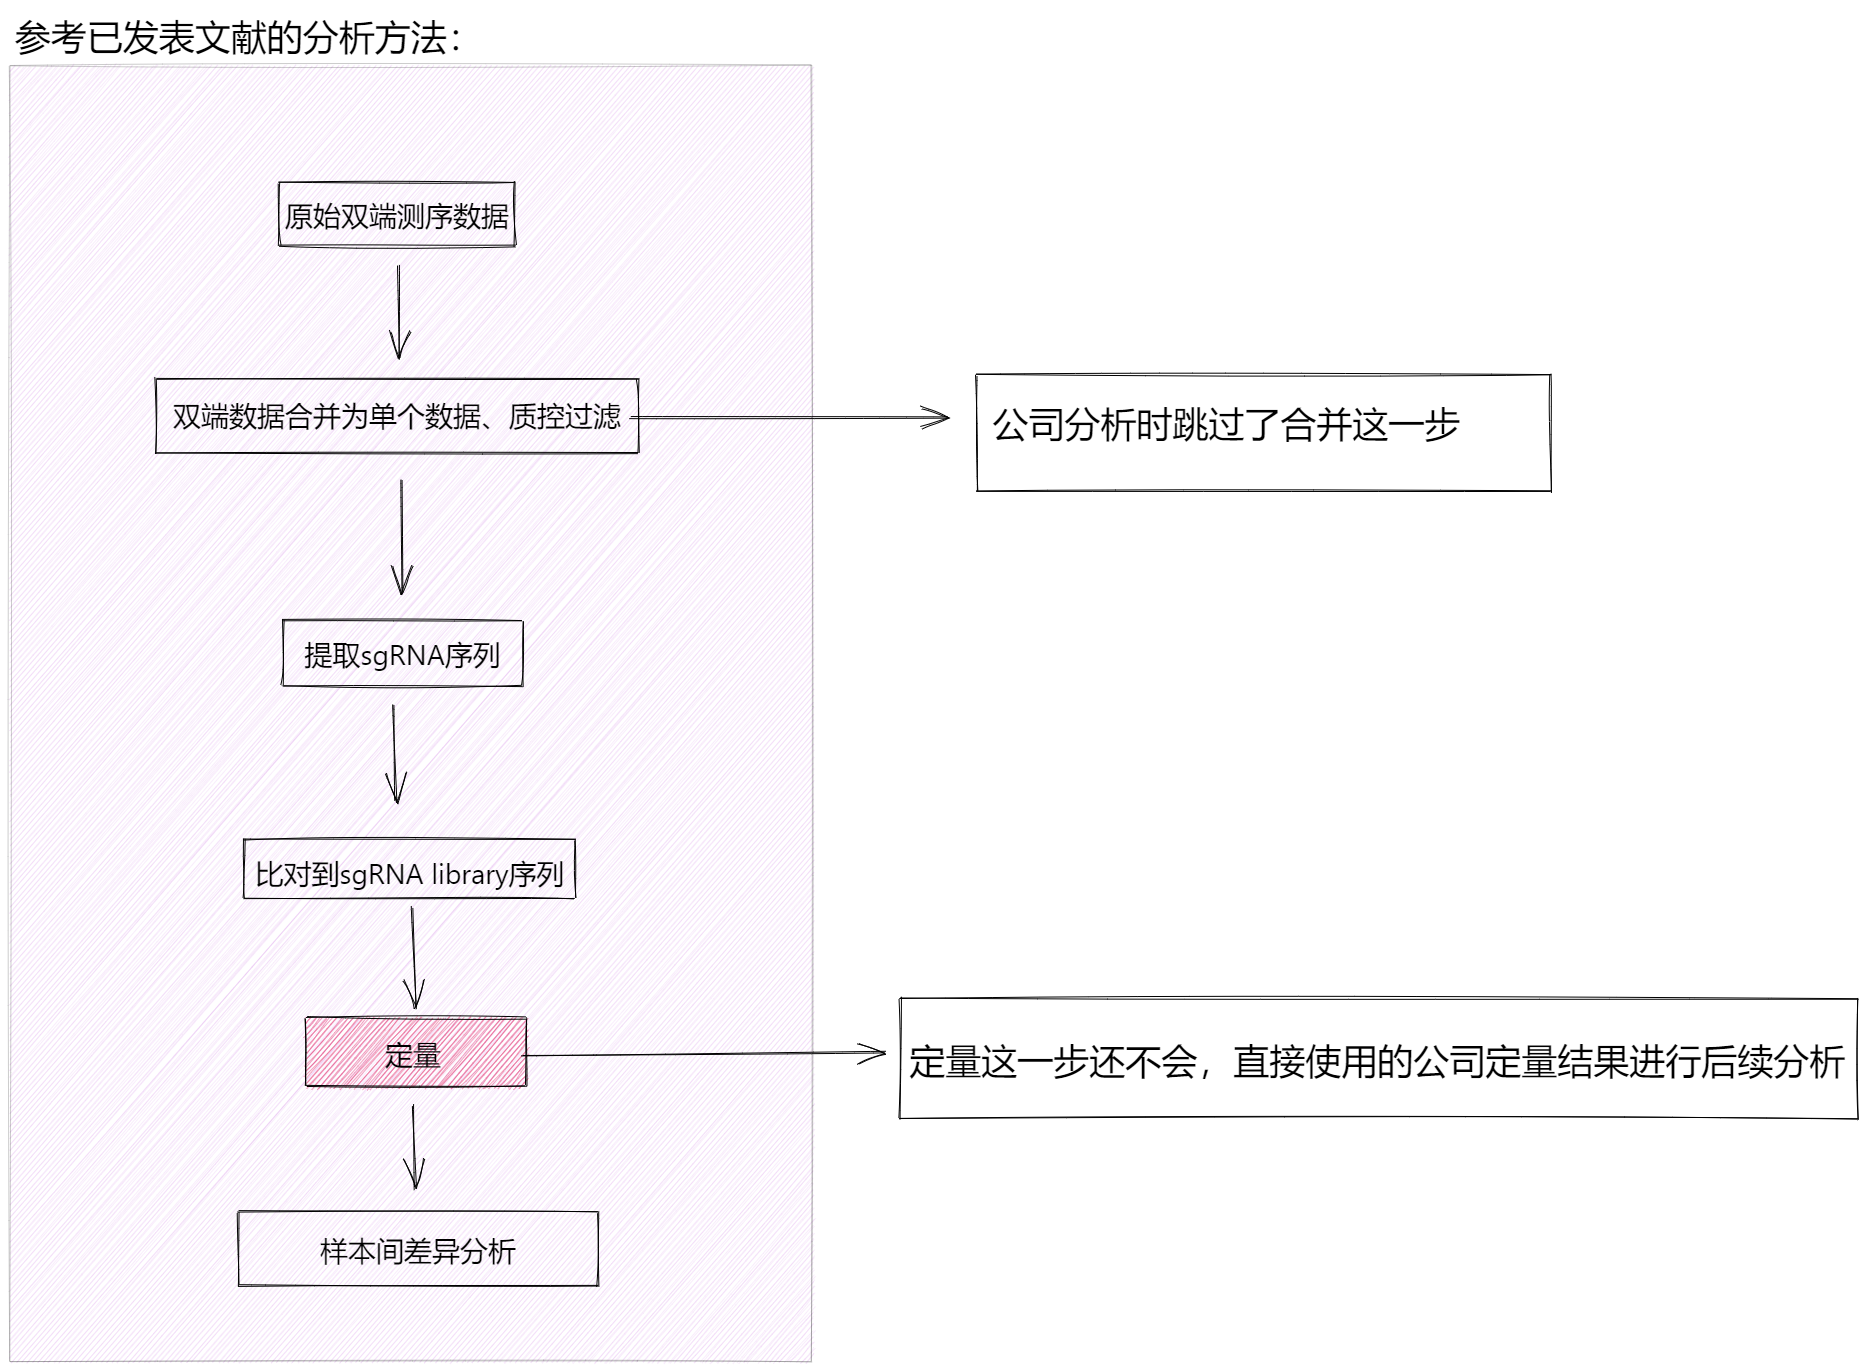 参考已发表文献的分析方法：
原始双端测序数据
双端数据合并为单个数据、质控过滤
公司分析时跳过了合并这一步
提取sgRNA序列
比对到sgRNA library序列
定量
定量这一步还不会，直接使用的公司定量结果进行后续分析
样本间差异分析